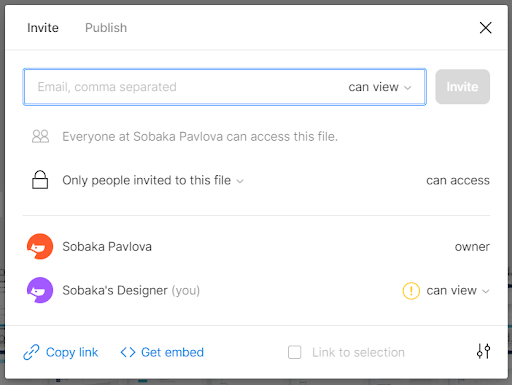 Invite Publish
Email, comma separated can view Invite
Everyone at Sobaka Pavlova can access this file.
Only people invited to this file can access
Sobaka Pavlova owner
Sobaka's Designer (you) can view
Copy link Get embed Link to selection